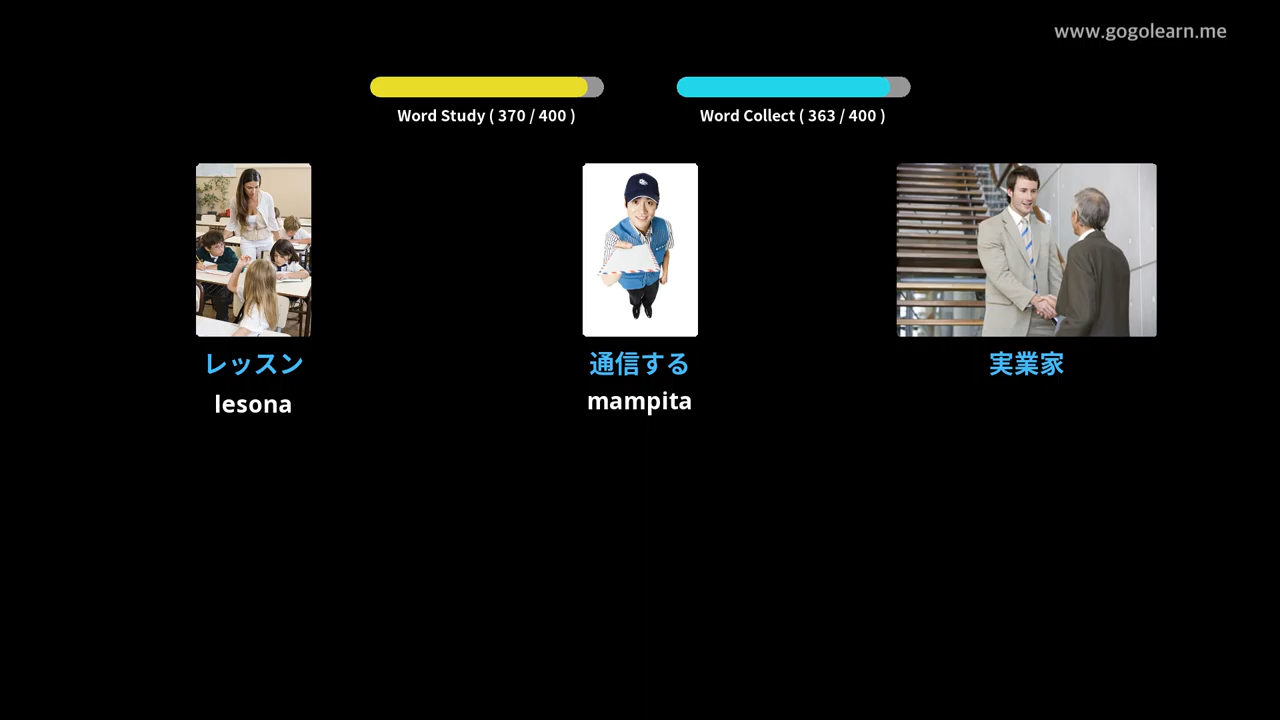 www.gogolearn.me
Word Study ( 370 / 400 )
Word Collect ( 363 / 400 )
レッスン
通信する
実業家
lesona
mampita